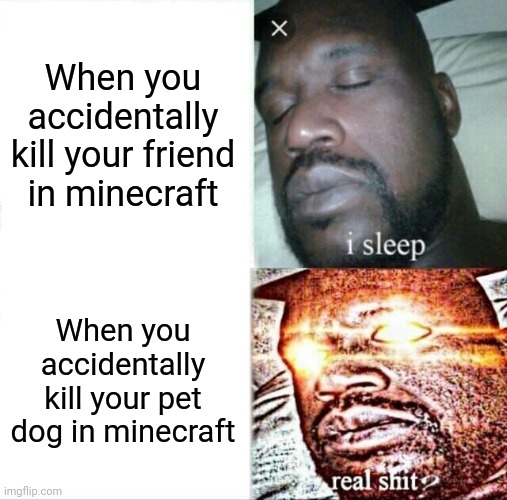 When you
accidentally
kill your friend
in minecraft
i sleep
When you
accidentally
kill your pet
dog in minecraft
real shit?
imgflip.com